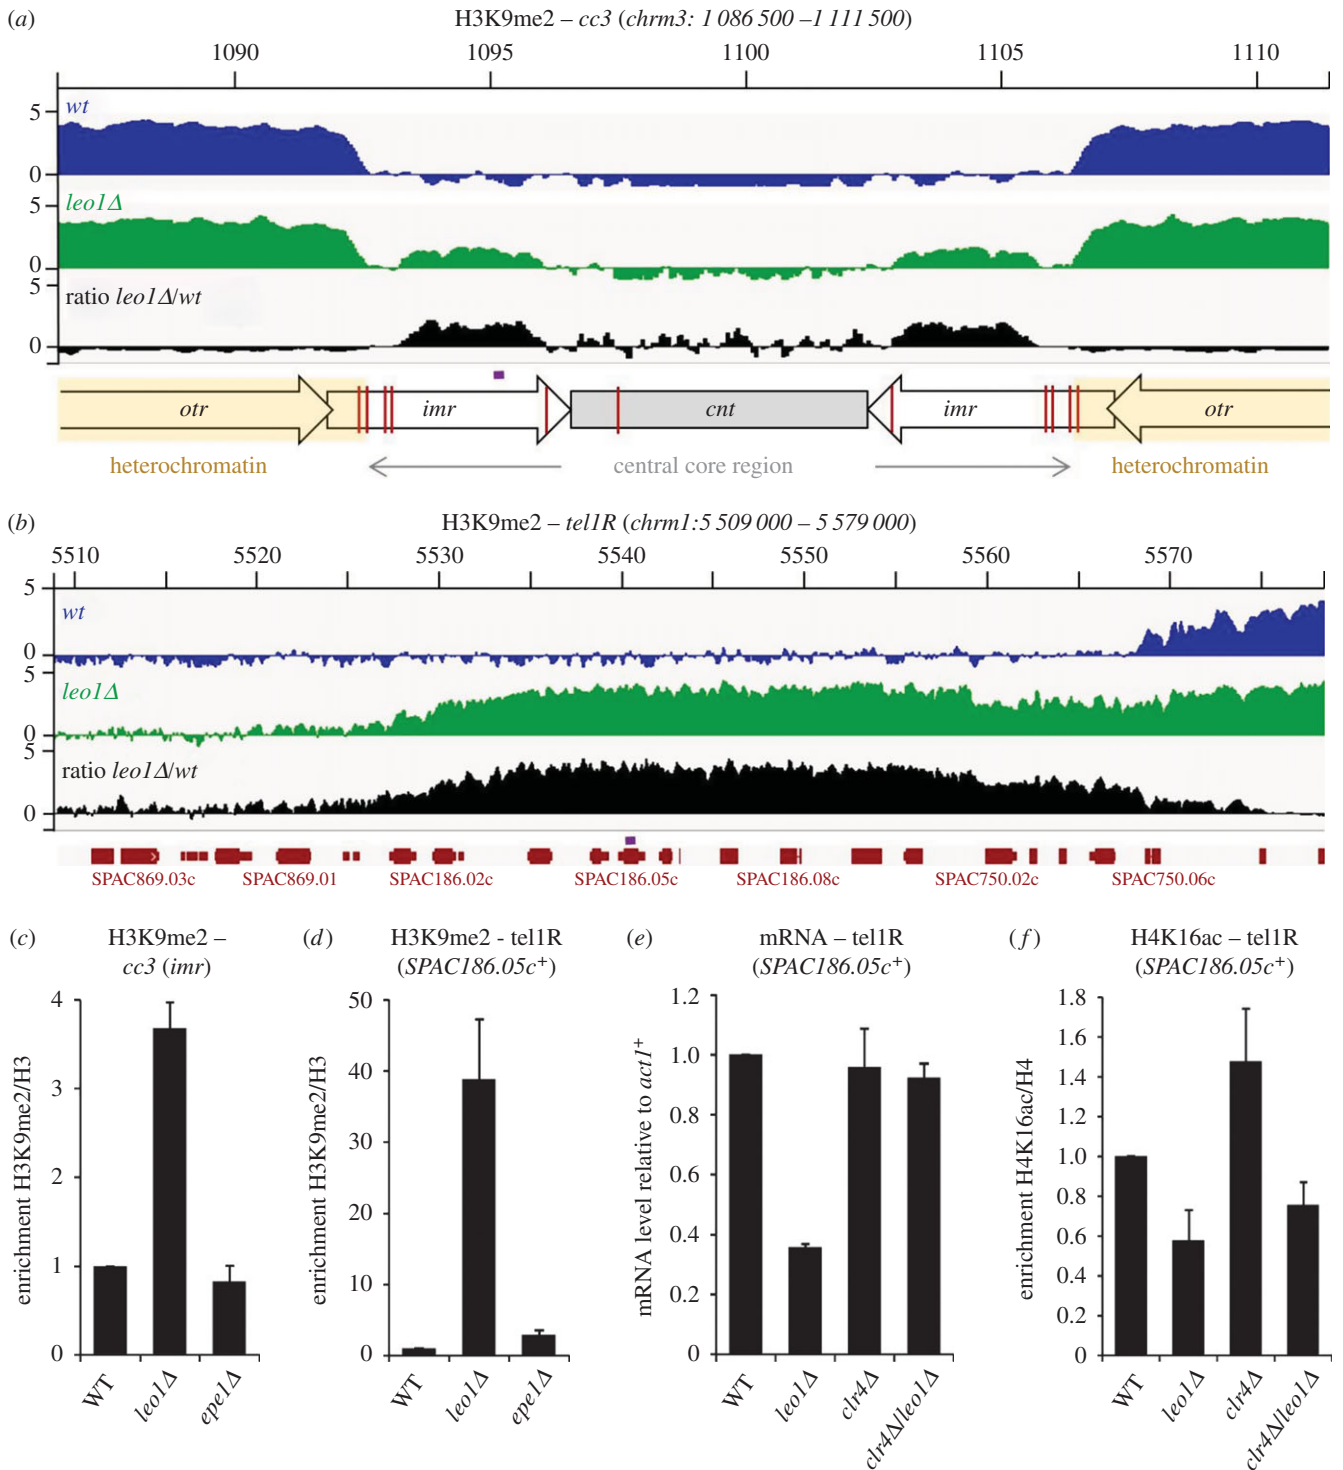 (a) H3K9me2 – cc3 (chrm3: 1 086 500 –1 111 500)
1090 1095 1100 1105 1110
5 wt
0
5 leo1Δ
0
5
ratio leo1Δ/wt
0
otr imr cnt imr otr
heterochromatin central core region heterochromatin
(b) H3K9me2 – tel1R (chrm1:5 509 000 – 5 579 000)
5510 5520 5530 5540 5550 5560 5570
5
wt
0
5
leo1Δ
0
5
ratio leo1Δ/wt
0
SPAC869.03c SPAC869.01 SPAC186.02c SPAC186.05c SPAC186.08c SPAC750.02c SPAC750.06c
(c) H3K9me2 –
cc3 (imr)
enrichment H3K9me2/H3
4
3
2
1
0
WT leo1Δ epe1Δ
(d) H3K9me2 - tel1R
(SPAC186.05c⁺)
enrichment H3K9me2/H3
50
40
30
20
10
0
WT leo1Δ epe1Δ
(e) mRNA – tel1R
(SPAC186.05c⁺)
mRNA level relative to act1⁺
1.2
1.0
0.8
0.6
0.4
0.2
0
WT leo1Δ clr4Δ clr4Δ/leo1Δ
(f) H4K16ac – tel1R
(SPAC186.05c⁺)
enrichment H4K16ac/H4
1.8
1.6
1.4
1.2
1.0
0.8
0.6
0.4
0.2
0
WT leo1Δ clr4Δ clr4Δ/leo1Δ